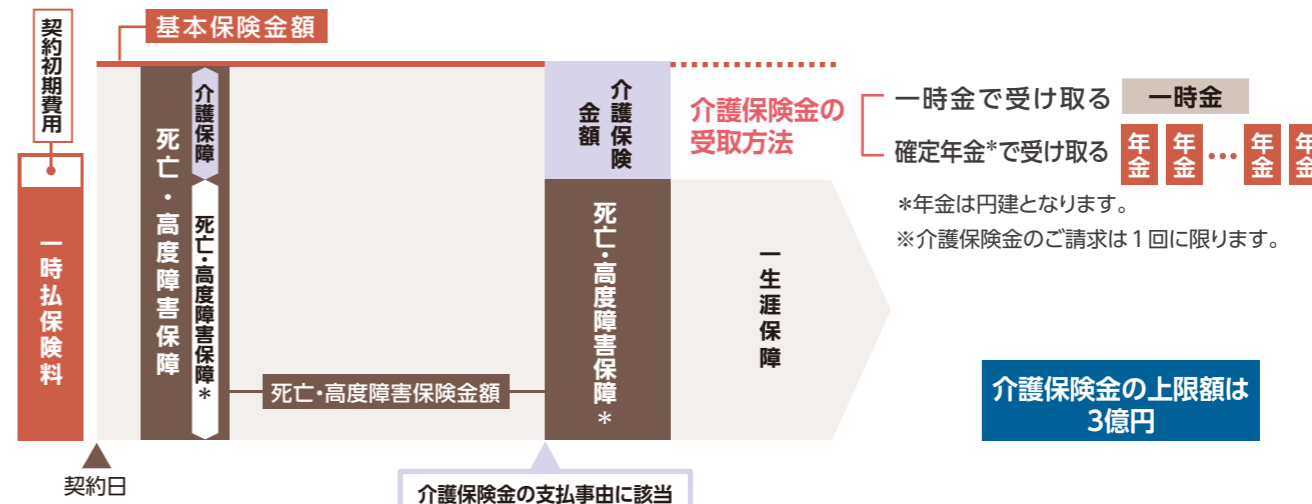 契約初期費用
一時払保険料
契約日
基本保険金額
死亡・高度障害保障
介護保障
死亡・高度障害保障＊
死亡・高度障害保険金額
介護保険
金額
死亡・高度障害保障＊
介護保険金の支払事由に該当
一生涯保障
介護保険金の
受取方法
一時金で受け取る 一時金
確定年金＊で受け取る 年金 年金 … 年金 年金
＊年金は円建となります。
※介護保険金のご請求は1回に限ります。
介護保険金の上限額は
3億円